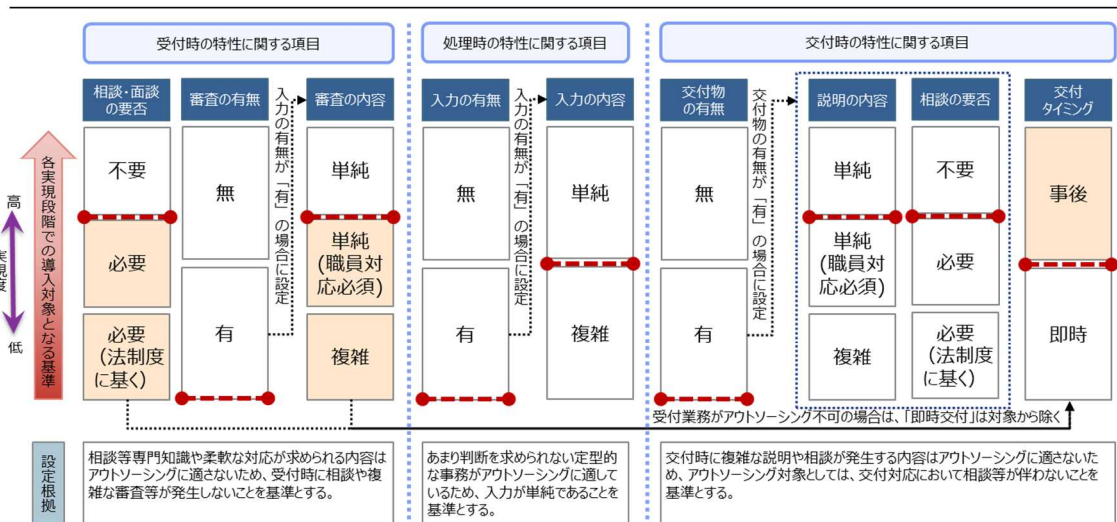 受付時の特性に関する項目
処理時の特性に関する項目
交付時の特性に関する項目
相談・面談
の要否
審査の有無
入力の有無が「有」の場合に設定
審査の内容
入力の有無
入力の有無が「有」の場合に設定
入力の内容
交付物
の有無
交付物の有無が「有」の場合に設定
説明の内容
相談の要否
交付
タイミング
高
実現度
低
各実現段階での導入対象となる基準
不要
必要
必要
(法制度
に基く)
無
有
単純
単純
(職員対
応必須)
複雑
無
有
単純
複雑
無
有
単純
単純
(職員対
応必須)
複雑
不要
必要
必要
(法制度
に基く)
事後
即時
受付業務がアウトソーシング不可の場合は、「即時交付」は対象から除く
設定根拠
相談等専門知識や柔軟な対応が求められる内容は
アウトソーシングに適さないため、受付時に相談や複
雑な審査等が発生しないことを基準とする。
あまり判断を求められない定型的
な事務がアウトソーシングに適して
いるため、入力が単純であることを
基準とする。
交付時に複雑な説明や相談が発生する内容はアウトソーシングに適さないた
め、アウトソーシング対象としては、交付対応において相談等が伴わないことを
基準とする。